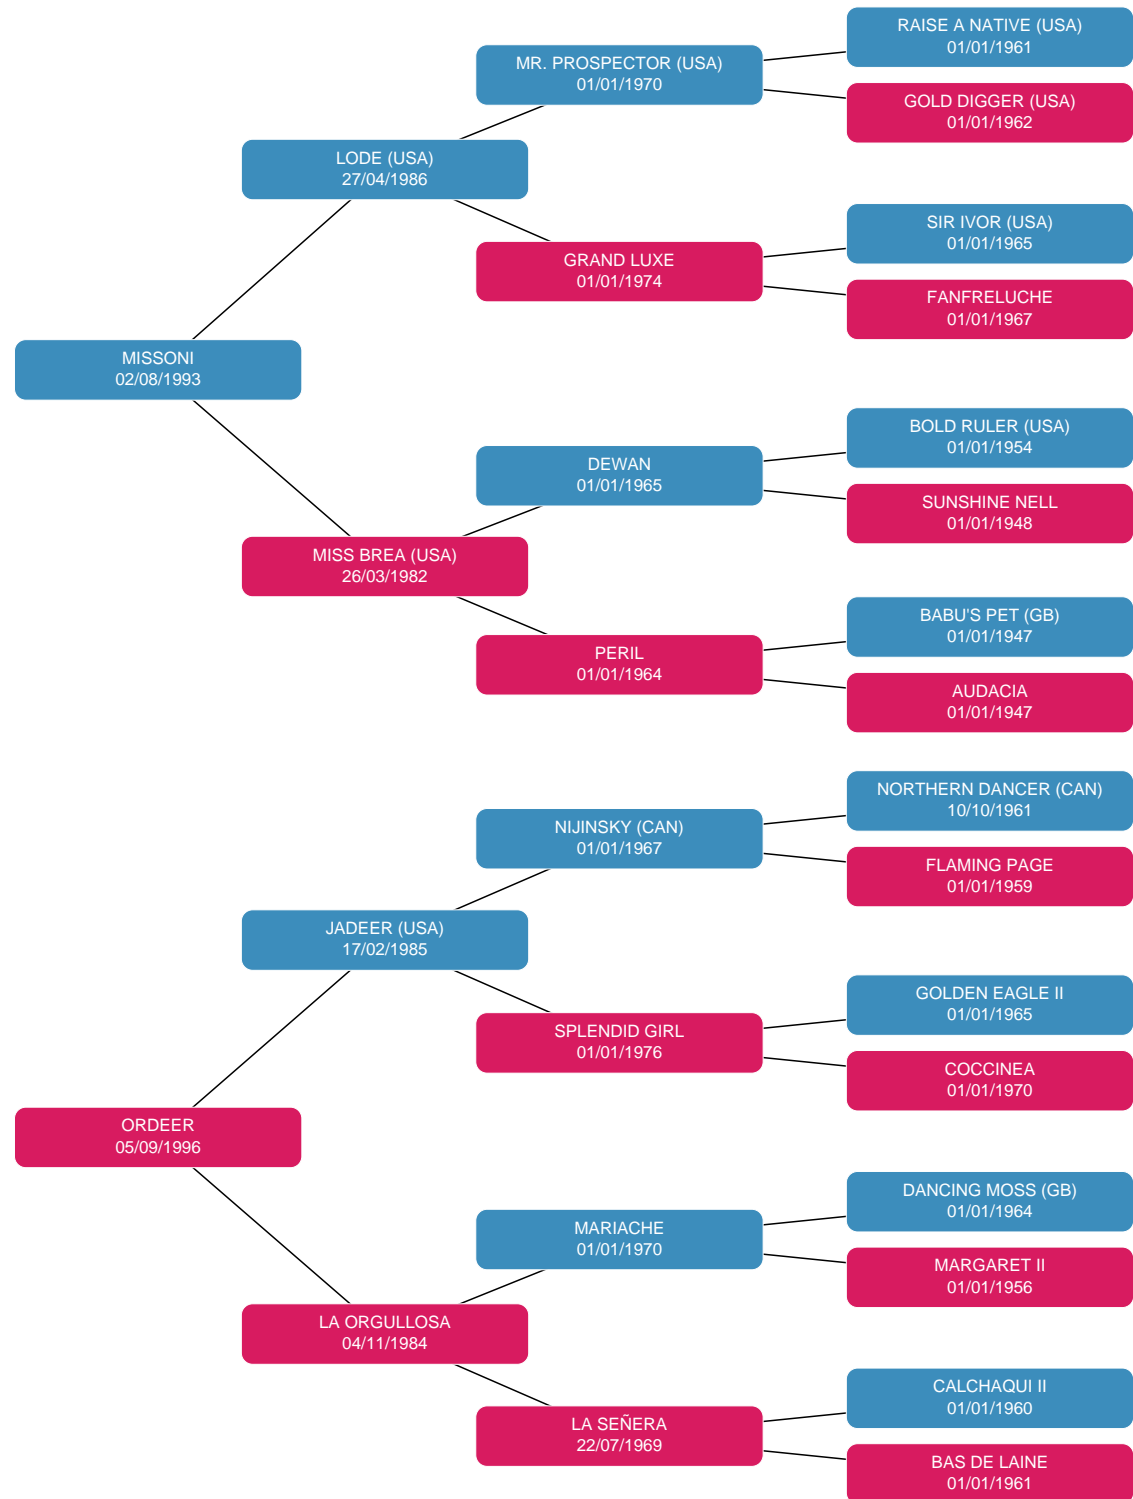 RAISE A NATIVE (USA)
01/01/1961
MR. PROSPECTOR (USA)
01/01/1970
GOLD DIGGER (USA)
01/01/1962
LODE (USA)
27/04/1986
SIR IVOR (USA)
01/01/1965
GRAND LUXE
01/01/1974
FANFRELUCHE
01/01/1967
MISSONI
02/08/1993
BOLD RULER (USA)
01/01/1954
DEWAN
01/01/1965
SUNSHINE NELL
01/01/1948
MISS BREA (USA)
26/03/1982
BABU'S PET (GB)
01/01/1947
PERIL
01/01/1964
AUDACIA
01/01/1947
NORTHERN DANCER (CAN)
10/10/1961
NIJINSKY (CAN)
01/01/1967
FLAMING PAGE
01/01/1959
JADEER (USA)
17/02/1985
GOLDEN EAGLE II
01/01/1965
SPLENDID GIRL
01/01/1976
COCCINEA
01/01/1970
ORDEER
05/09/1996
DANCING MOSS (GB)
01/01/1964
MARIACHE
01/01/1970
MARGARET II
01/01/1956
LA ORGULLOSA
04/11/1984
CALCHAQUI II
01/01/1960
LA SEÑERA
22/07/1969
BAS DE LAINE
01/01/1961